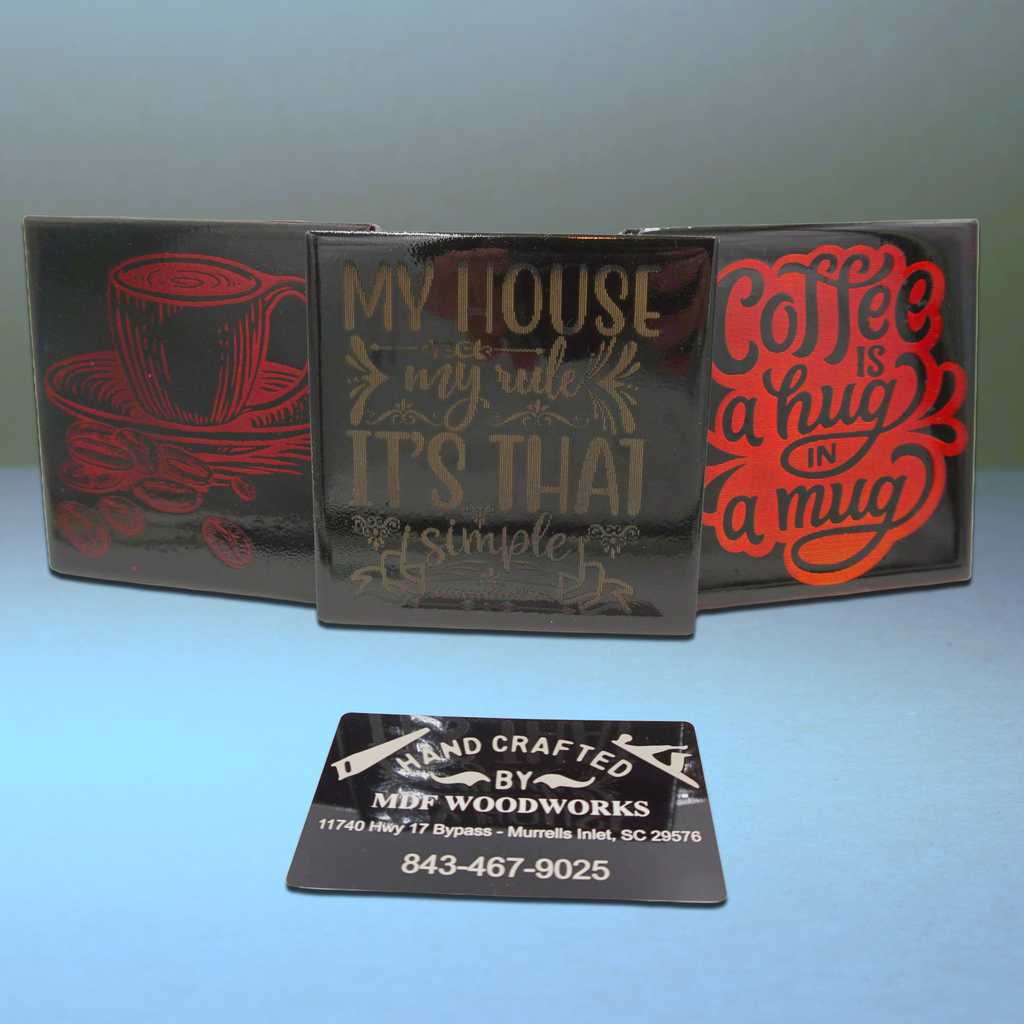 MY HOUSE
my rule
IT'S THAT
simple
Coffee
IS
a hug
IN
a mug
HAND CRAFTED
BY
MDF WOODWORKS
11740 Hwy 17 Bypass - Murrells Inlet, SC 29576
843-467-9025